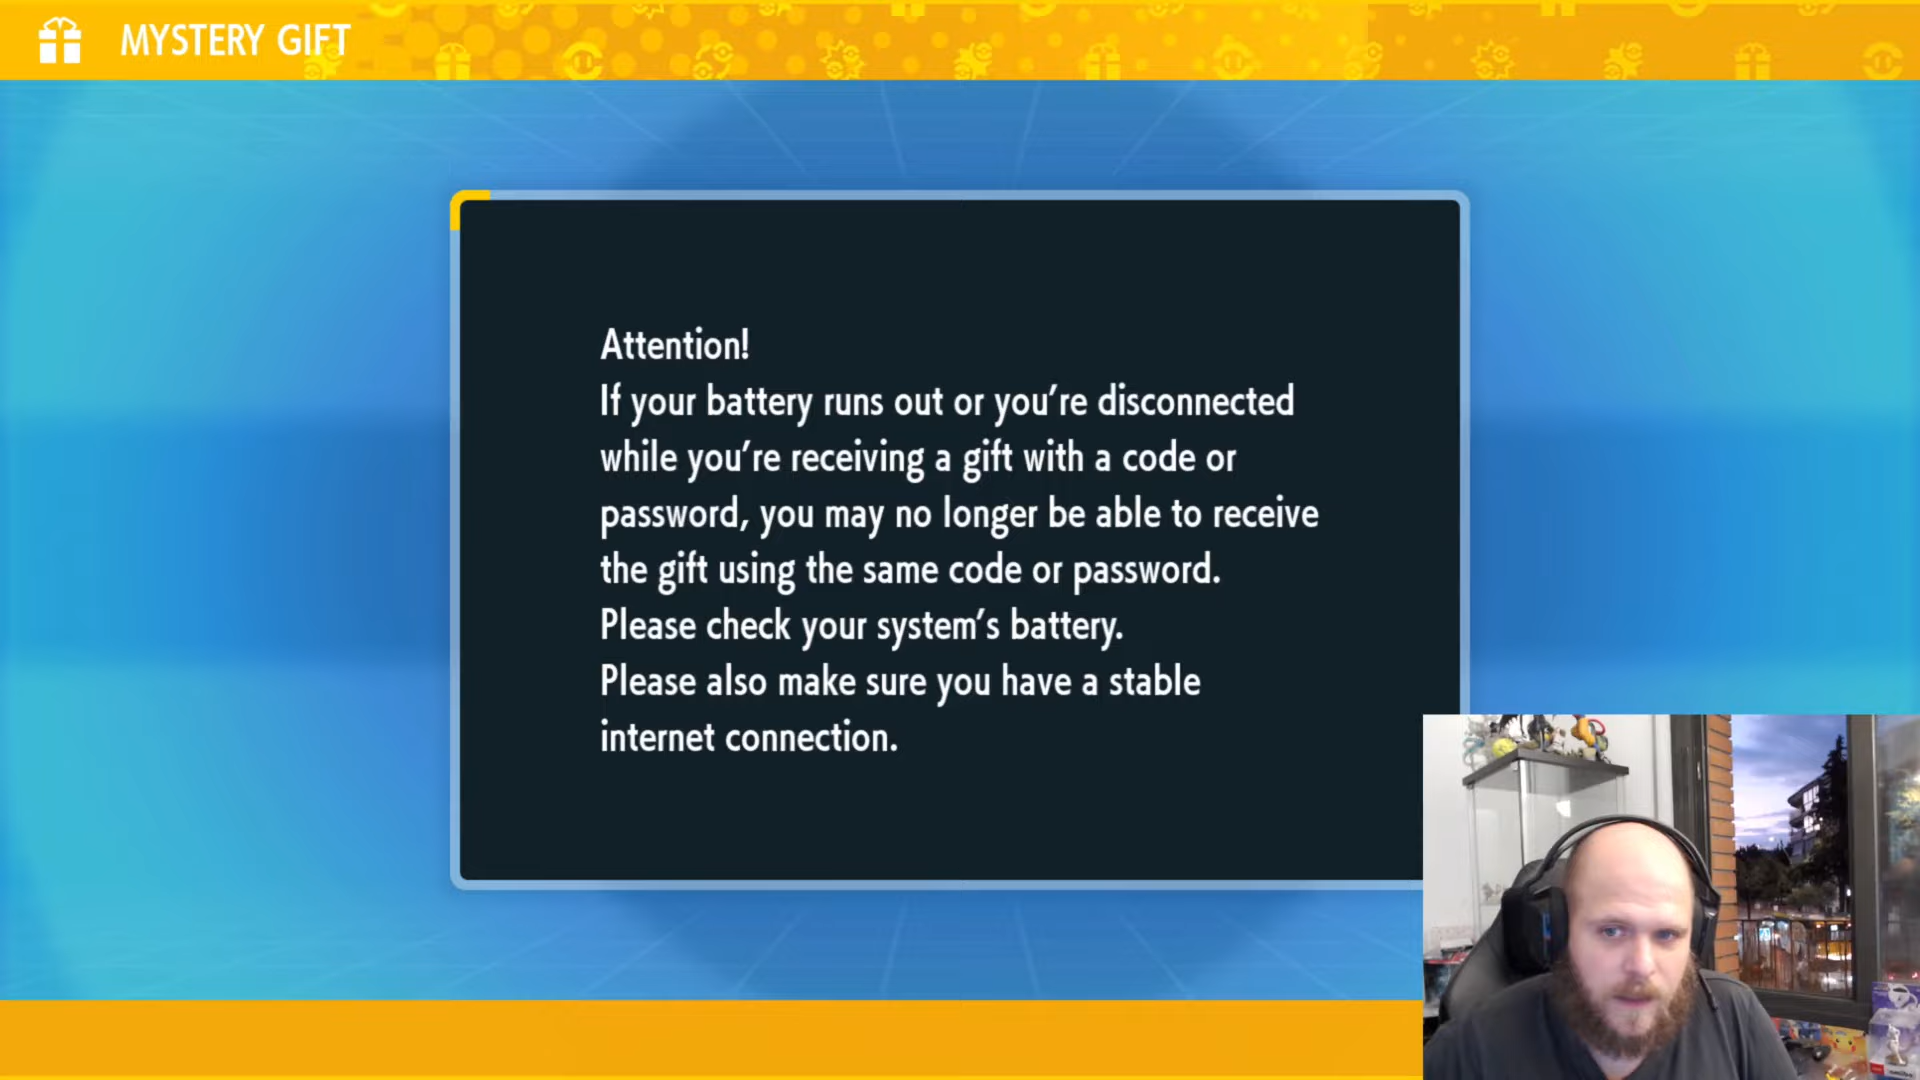 MYSTERY GIFT
Attention!
If your battery runs out or you’re disconnected
while you’re receiving a gift with a code or
password, you may no longer be able to receive
the gift using the same code or password.
Please check your system’s battery.
Please also make sure you have a stable
internet connection.